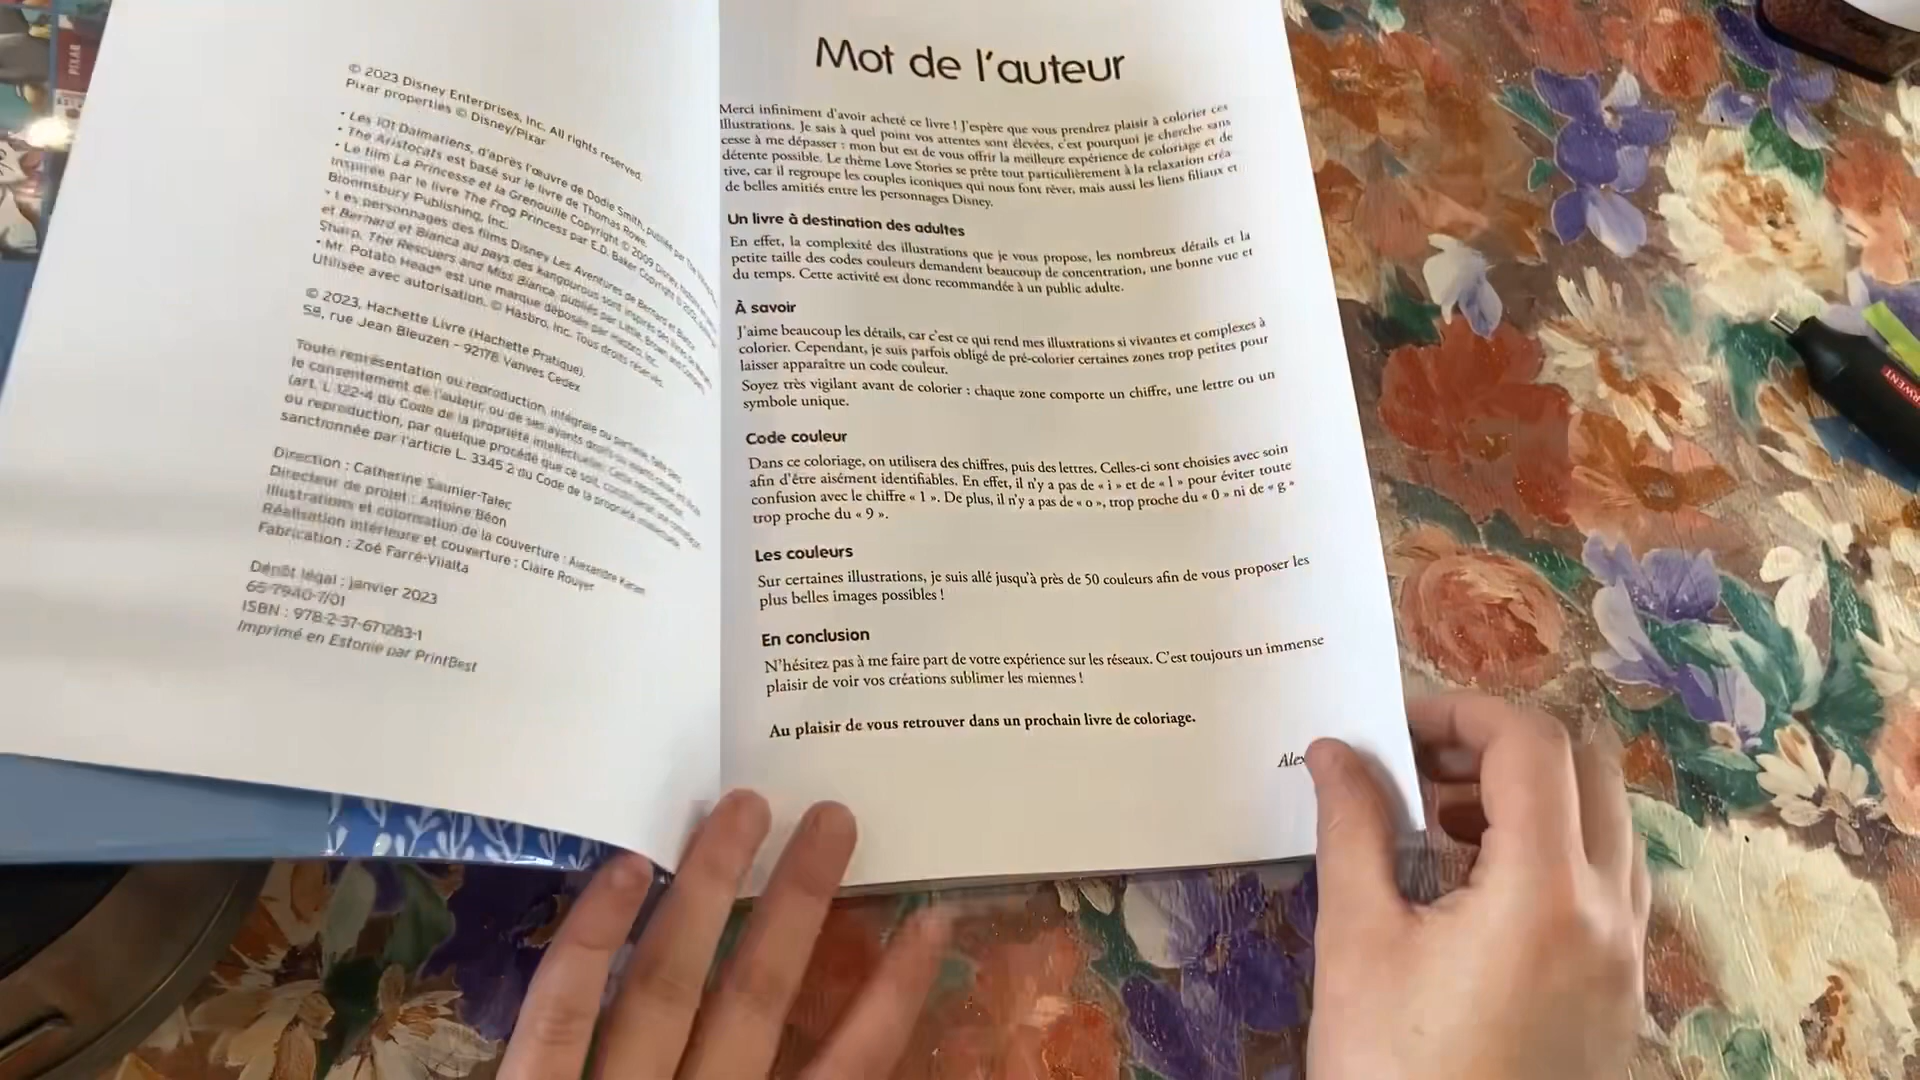 PIXAR
© 2023 Disney Enterprises, Inc. All rights reserved.
Pixar properties © Disney/Pixar
• Les 101 Dalmatiens, d'après l'œuvre de Dodie Smith, publiée par The
• The Aristocats est basé sur le livre de Thomas Rowe.
• Le film La Princesse et la Grenouille Copyright © 2009 Disney,
inspirée par le livre The Frog Princess par E.D. Baker Copyright ©
Bloomsbury Publishing, Inc.
• Les personnages des films Disney Les Aventures de Bernard et Bianca
et Bernard et Bianca au pays des kangourous sont inspirés des livres de
Sharp, The Rescuers and Miss Bianca, publiés par Little, Brown and Company.
• Mr. Potato Head® est une marque déposée par Hasbro, Inc.
Utilisée avec autorisation. © Hasbro, Inc. Tous droits réservés.
© 2023, Hachette Livre (Hachette Pratique).
58, rue Jean Bleuzen – 92178 Vanves Cedex
Toute représentation ou reproduction, intégrale ou partielle, faite sans
le consentement de l'auteur, ou de ses ayants droits,
(art. L 122-4 du Code de la propriété intellectuelle). Cette représentation
ou reproduction, par quelque procédé que ce soit, constituerait une contrefaçon
sanctionnée par l'article L. 3345 2 du Code de la propriété intellectuelle.
Direction : Catherine Saunier-Talec
Directeur de projet : Antoine Béon
Illustrations et colorisation de la couverture : Alexandre Karam
Réalisation intérieure et couverture : Claire Rouyer
Fabrication : Zoé Farré-Vilalta
Dépôt légal : janvier 2023
65-7940-7/01
ISBN : 978-2-37-671283-1
Imprimé en Estonie par PrintBest
Mot de l'auteur
Merci infiniment d'avoir acheté ce livre ! J'espère que vous prendrez plaisir à colorier ces
illustrations. Je sais à quel point vos attentes sont élevées, c'est pourquoi je cherche sans
cesse à me dépasser : mon but est de vous offrir la meilleure expérience de coloriage et de
détente possible. Le thème Love Stories se prête tout particulièrement à la relaxation créa
tive, car il regroupe les couples iconiques qui nous font rêver, mais aussi les liens filiaux et
de belles amitiés entre les personnages Disney.
Un livre à destination des adultes
En effet, la complexité des illustrations que je vous propose, les nombreux détails et la
petite taille des codes couleurs demandent beaucoup de concentration, une bonne vue et
du temps. Cette activité est donc recommandée à un public adulte.
À savoir
J'aime beaucoup les détails, car c'est ce qui rend mes illustrations si vivantes et complexes à
colorier. Cependant, je suis parfois obligé de pré-colorier certaines zones trop petites pour
laisser apparaître un code couleur.
Soyez très vigilant avant de colorier : chaque zone comporte un chiffre, une lettre ou un
symbole unique.
Code couleur
Dans ce coloriage, on utilisera des chiffres, puis des lettres. Celles-ci sont choisies avec soin
afin d'être aisément identifiables. En effet, il n'y a pas de « i » et de « l » pour éviter toute
confusion avec le chiffre « 1 ». De plus, il n'y a pas de « o », trop proche du « 0 » ni de « g »
trop proche du « 9 ».
Les couleurs
Sur certaines illustrations, je suis allé jusqu'à près de 50 couleurs afin de vous proposer les
plus belles images possibles !
En conclusion
N'hésitez pas à me faire part de votre expérience sur les réseaux. C'est toujours un immense
plaisir de voir vos créations sublimer les miennes !
Au plaisir de vous retrouver dans un prochain livre de coloriage.
Alex